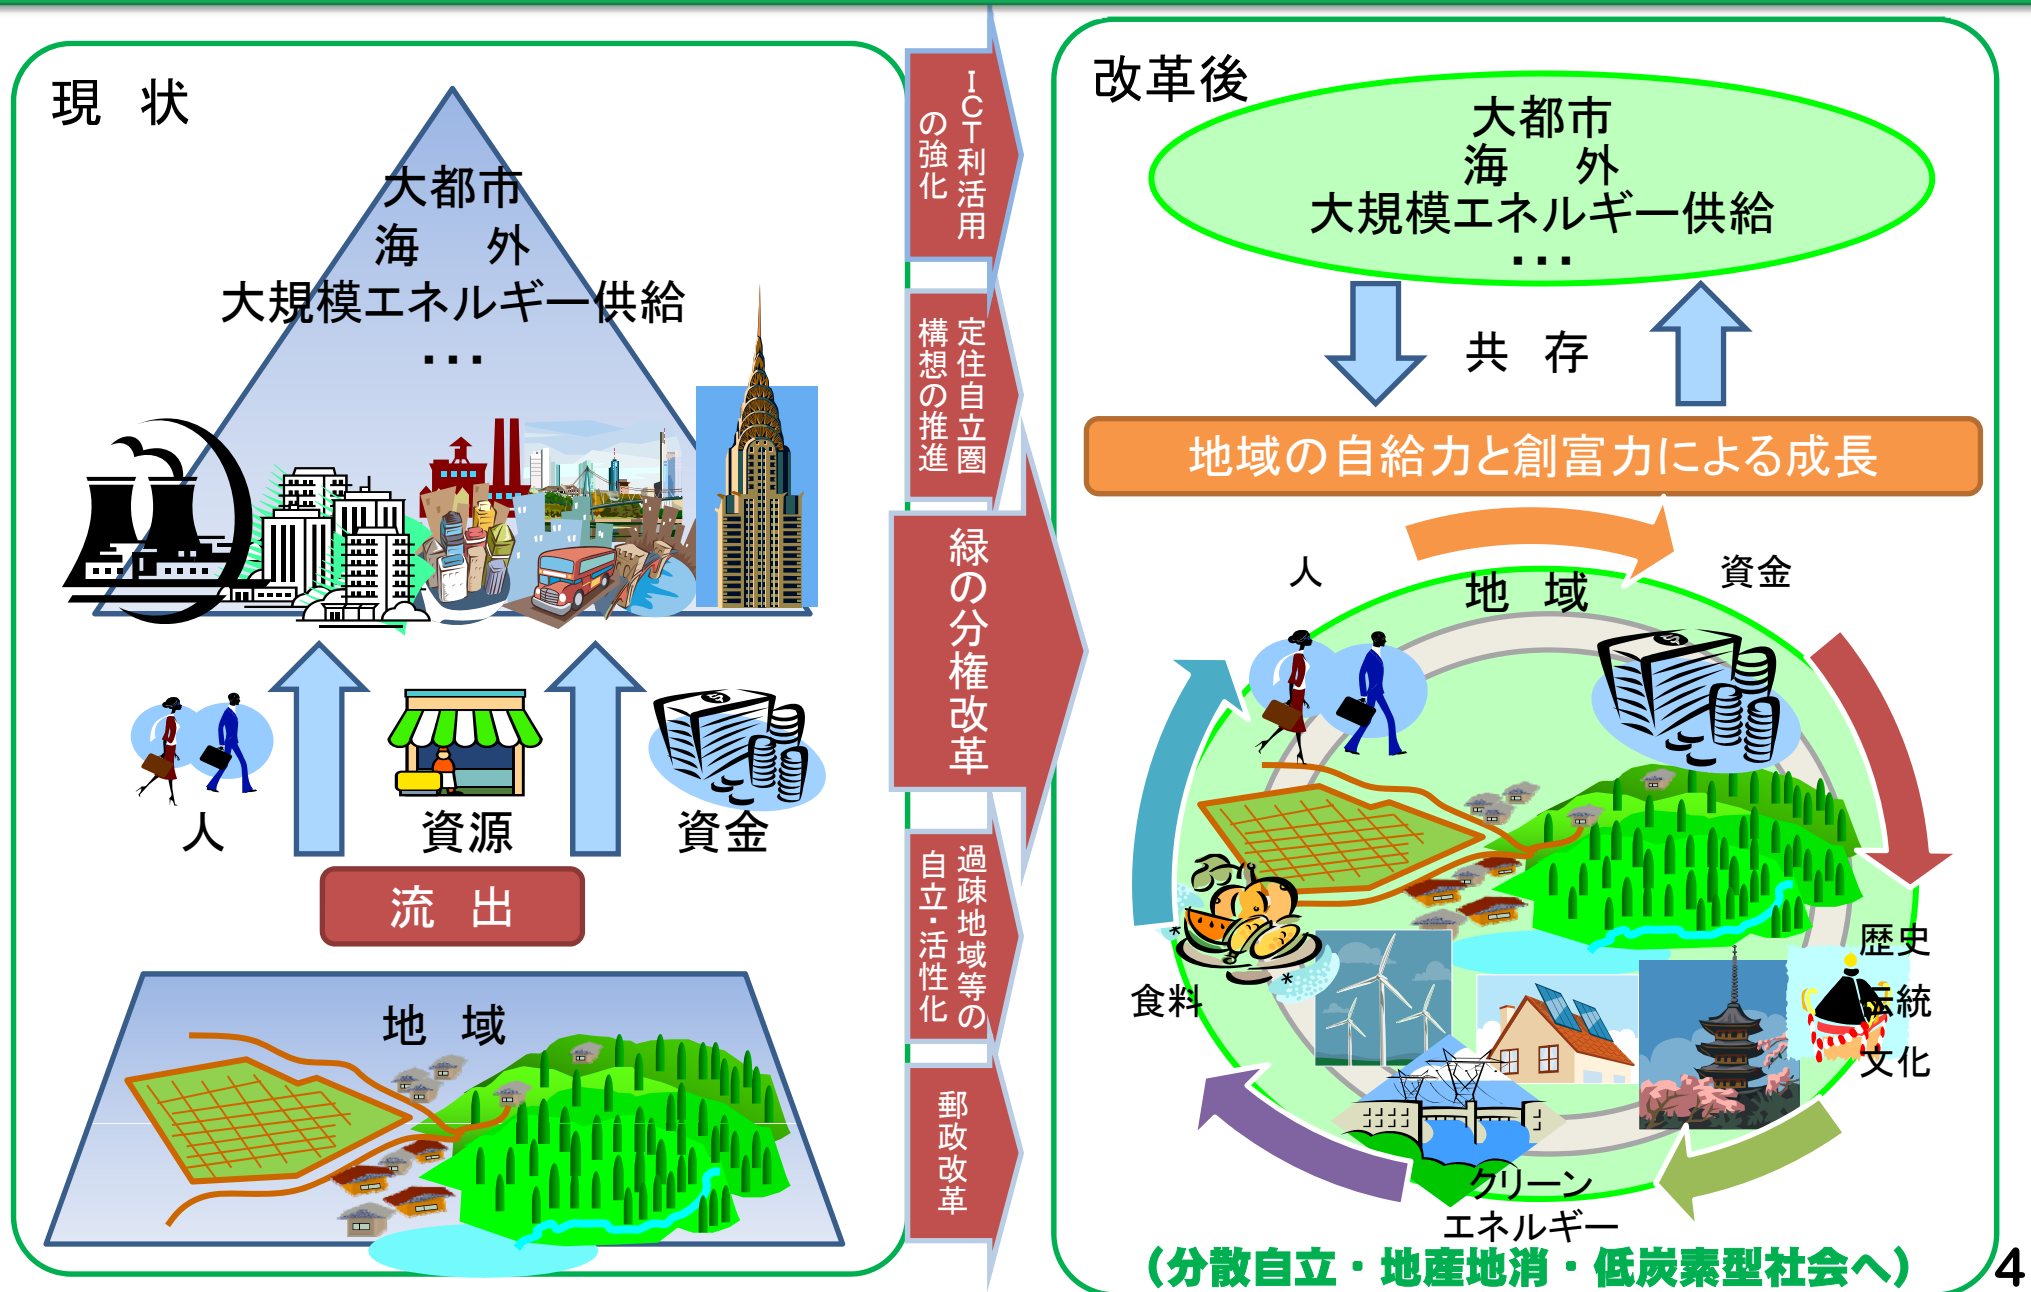 現　状
大都市
海　外
大規模エネルギー供給
・・・
人
資源
資金
流　出
地　域
ＩＣＴ利活用
の強化
定住自立圏
構想の推進
緑の分権改革
過疎地域等の
自立・活性化
郵政改革
改革後
大都市
海　外
大規模エネルギー供給
・・・
共　存
地域の自給力と創富力による成長
人
地　域
資金
歴史
伝統
文化
食料
クリーン
エネルギー
（分散自立・地産地消・低炭素型社会へ）
4